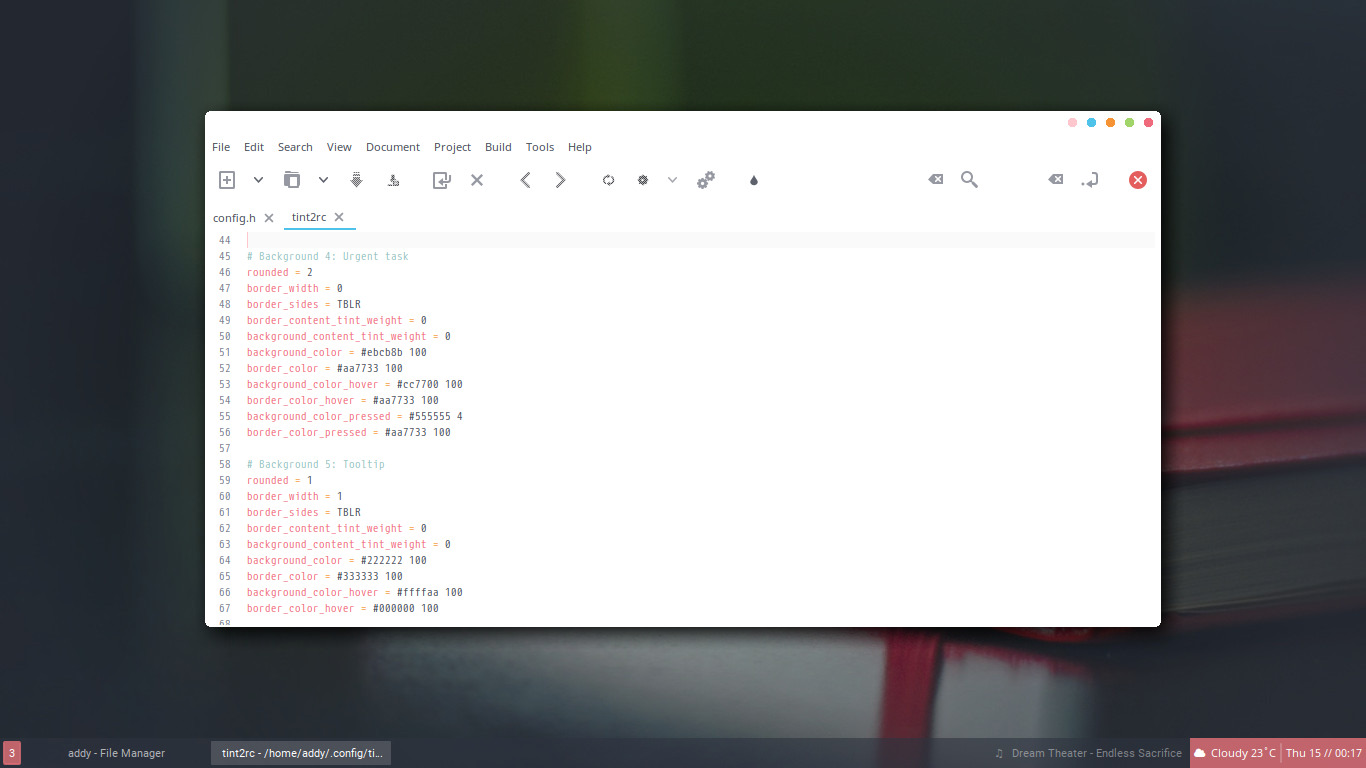 File Edit Search View Document Project Build Tools Help
config.h tint2rc
44
45 # Background 4: Urgent task
46 rounded = 2
47 border_width = 0
48 border_sides = TBLR
49 border_content_tint_weight = 0
50 background_content_tint_weight = 0
51 background_color = #ebcb8b 100
52 border_color = #aa7733 100
53 background_color_hover = #cc7700 100
54 border_color_hover = #aa7733 100
55 background_color_pressed = #555555 4
56 border_color_pressed = #aa7733 100
57
58 # Background 5: Tooltip
59 rounded = 1
60 border_width = 1
61 border_sides = TBLR
62 border_content_tint_weight = 0
63 background_content_tint_weight = 0
64 background_color = #222222 100
65 border_color = #333333 100
66 background_color_hover = #ffffaa 100
67 border_color_hover = #000000 100
68
3 addy - File Manager tint2rc - /home/addy/.config/ti... ♫ Dream Theater - Endless Sacrifice Cloudy 23˚C Thu 15 // 00:17